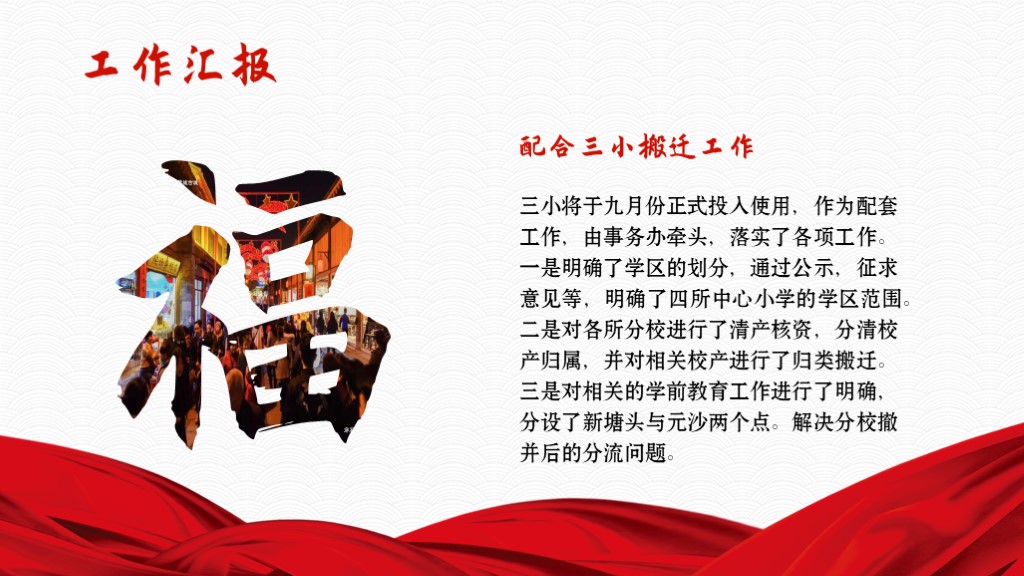 工作汇报
福
配合三小搬迁工作
三小将于九月份正式投入使用，作为配套
工作，由事务办牵头，落实了各项工作。
一是明确了学区的划分，通过公示，征求
意见等，明确了四所中心小学的学区范围。
二是对各所分校进行了清产核资，分清校
产归属，并对相关校产进行了归类搬迁。
三是对相关的学前教育工作进行了明确，
分设了新塘头与元沙两个点。解决分校撤
并后的分流问题。